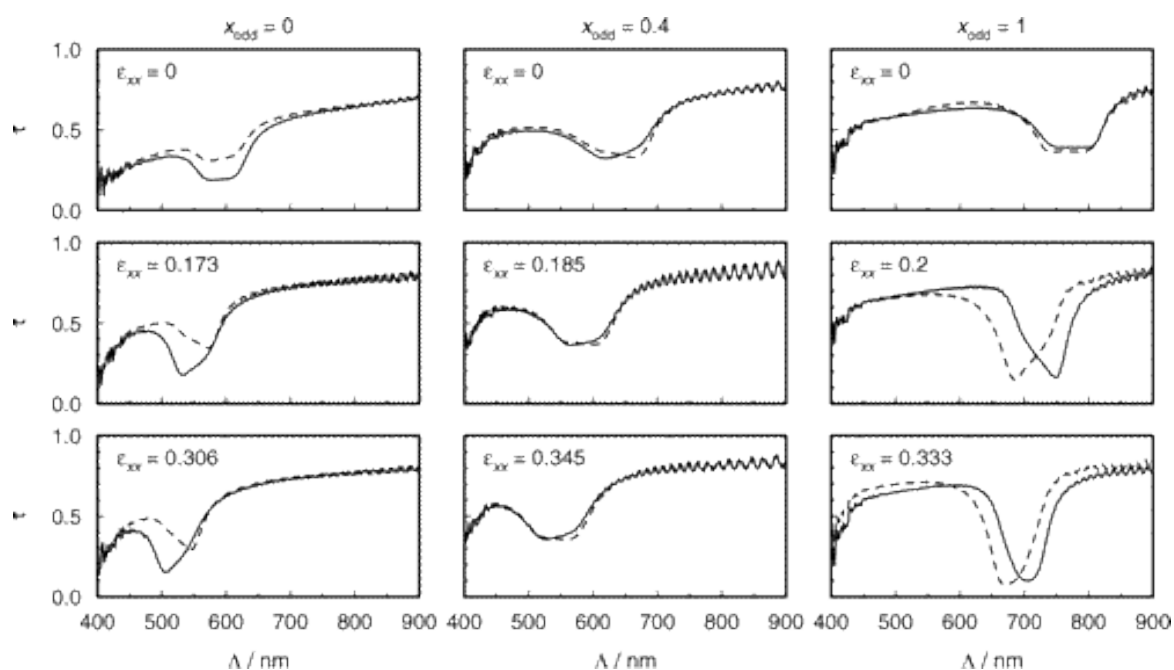 x_odd = 0 x_odd = 0.4 x_odd = 1
1.0 ε_xx = 0 ε_xx = 0 ε_xx = 0
τ 0.5
0.0
1.0 ε_xx = 0.173 ε_xx = 0.185 ε_xx = 0.2
τ 0.5
0.0
1.0 ε_xx = 0.306 ε_xx = 0.345 ε_xx = 0.333
τ 0.5
0.0
400 500 600 700 800 900 400 500 600 700 800 900 400 500 600 700 800 900
Λ / nm Λ / nm Λ / nm